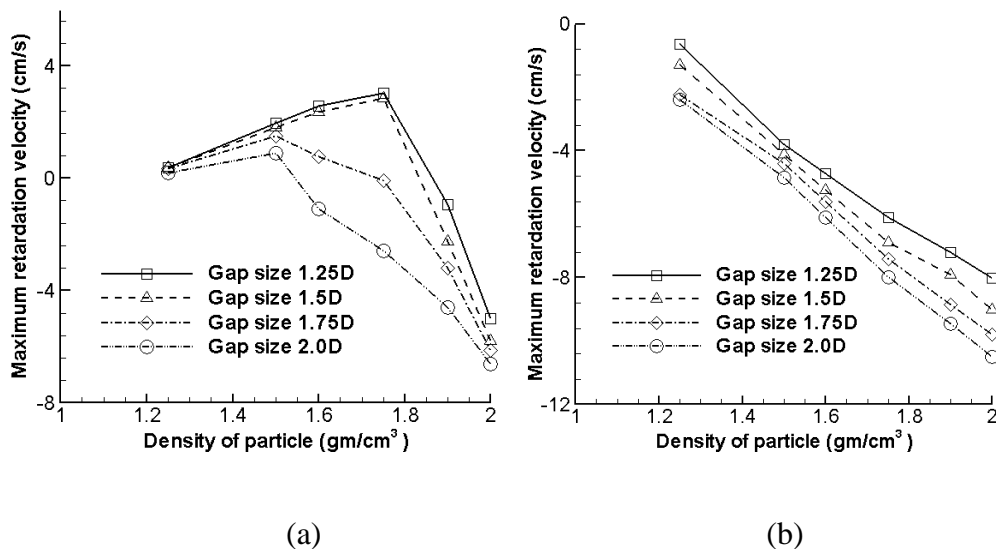 Maximum retardation velocity (cm/s)
4
0
-4
-8
1
1.2
1.4
1.6
1.8
2
Density of particle (gm/cm³)
Gap size 1.25D
Gap size 1.5D
Gap size 1.75D
Gap size 2.0D
(a)
Maximum retardation velocity (cm/s)
0
-4
-8
-12
1
1.2
1.4
1.6
1.8
2
Density of particle (gm/cm³)
Gap size 1.25D
Gap size 1.5D
Gap size 1.75D
Gap size 2.0D
(b)